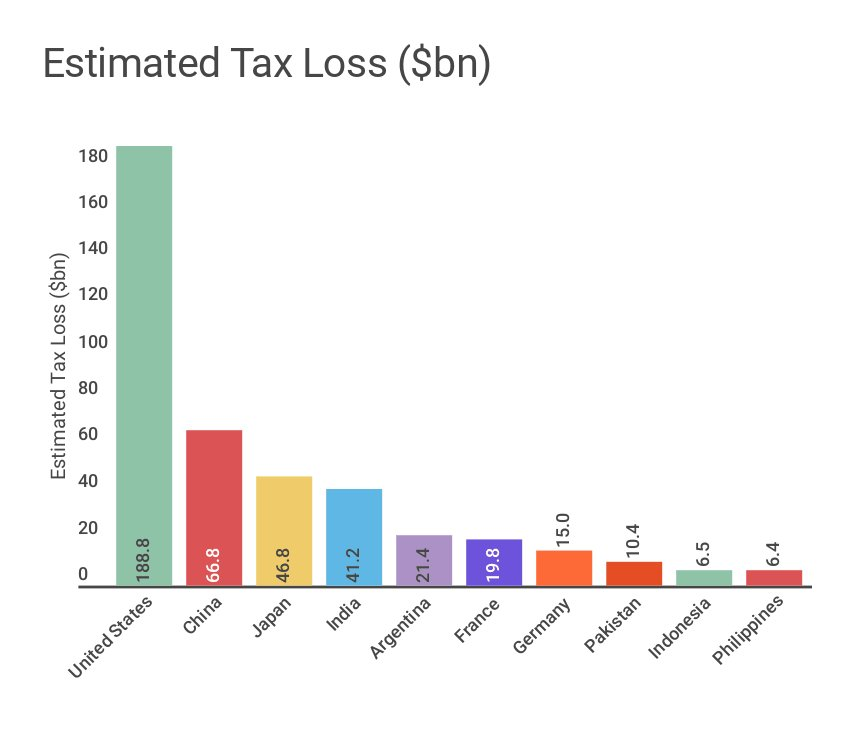 Estimated Tax Loss ($bn)
Estimated Tax Loss ($bn)
180
160
140
120
100
80
60
40
20
0
188.8
66.8
46.8
41.2
21.4
19.8
15.0
10.4
6.5
6.4
United States
China
Japan
India
Argentina
France
Germany
Pakistan
Indonesia
Philippines